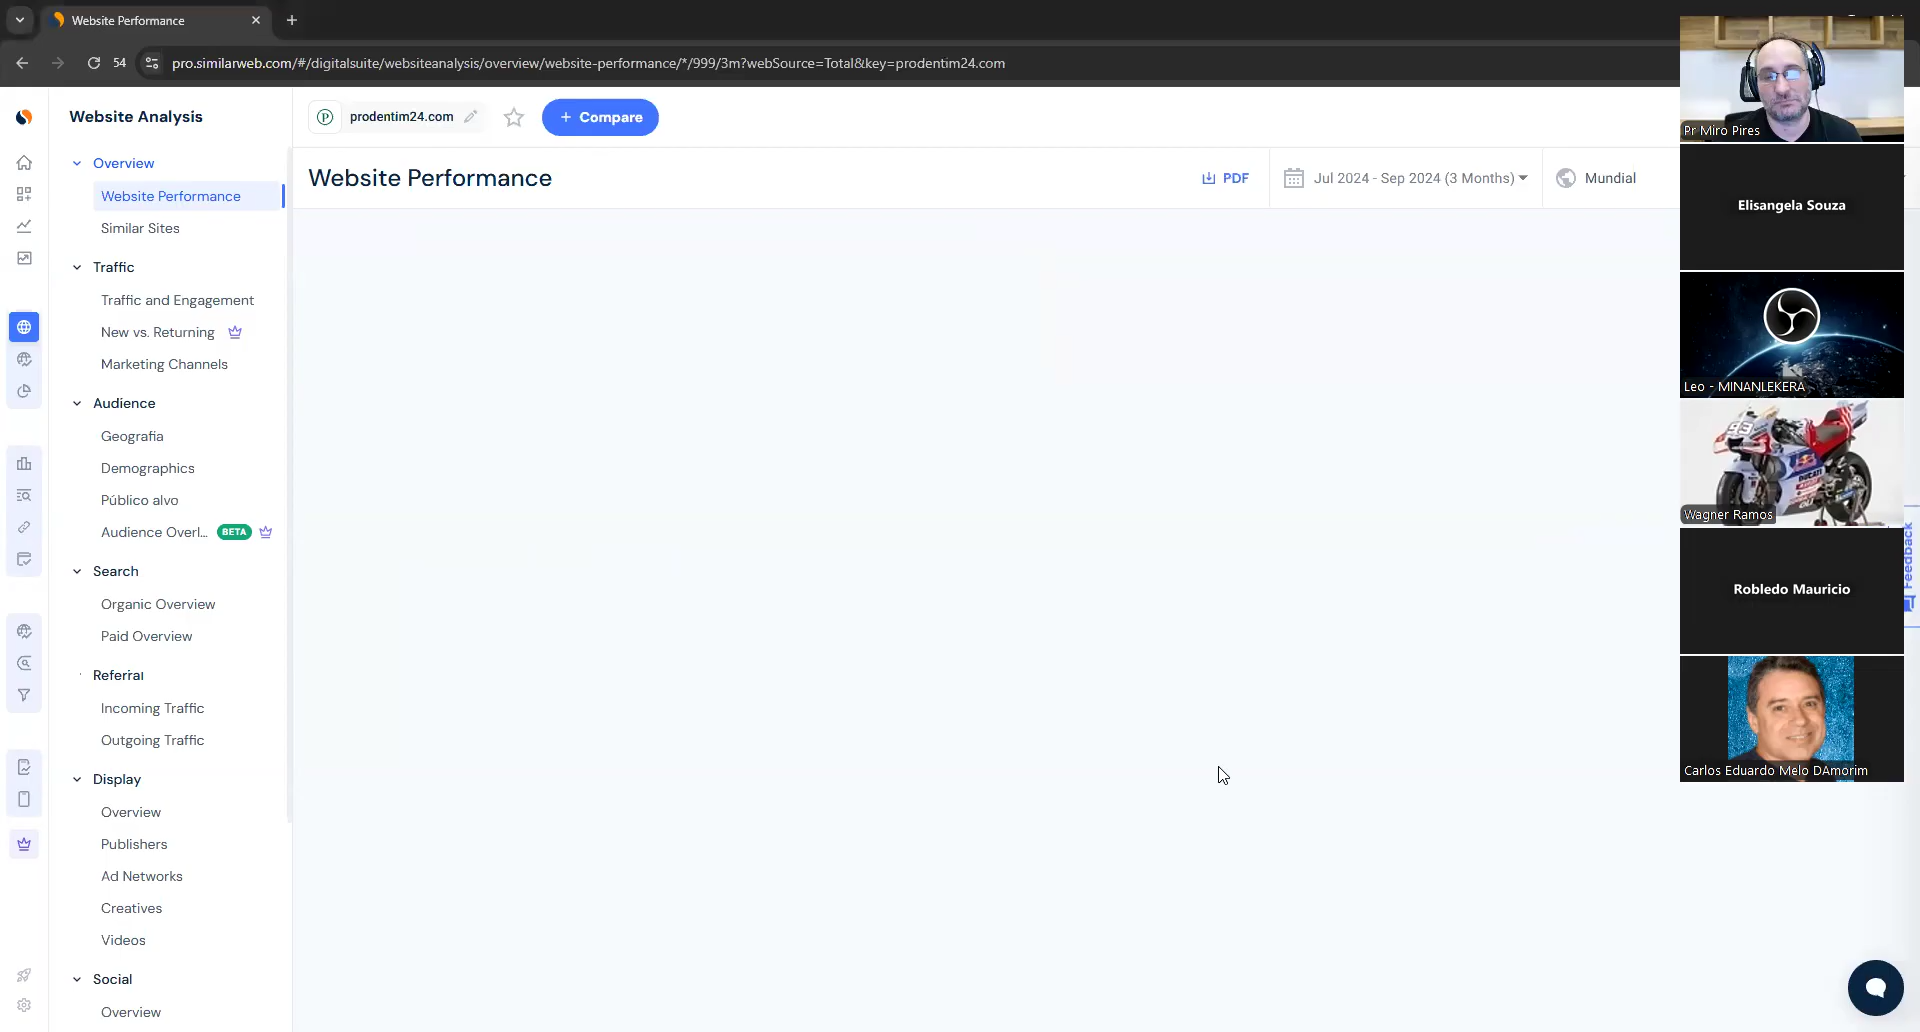 Website Performance
54
pro.similarweb.com/#/digitalsuite/websiteanalysis/overview/website-performance/*/999/3m?webSource=Total&key=prodentim24.com
Website Analysis
P
prodentim24.com
+ Compare
Overview
Website Performance
Similar Sites
Traffic
Traffic and Engagement
New vs. Returning
Marketing Channels
Audience
Geografia
Demographics
Público alvo
Audience Overl... BETA
Search
Organic Overview
Paid Overview
Referral
Incoming Traffic
Outgoing Traffic
Display
Overview
Publishers
Ad Networks
Creatives
Videos
Social
Overview
Website Performance
PDF
Jul 2024 - Sep 2024 (3 Months)
Mundial
Pr Miro Pires
Elisangela Souza
Leo - MINANLEKERA
93
DUCATI
Wagner Ramos
Feedback
Robledo Mauricio
Carlos Eduardo Melo DAmorim